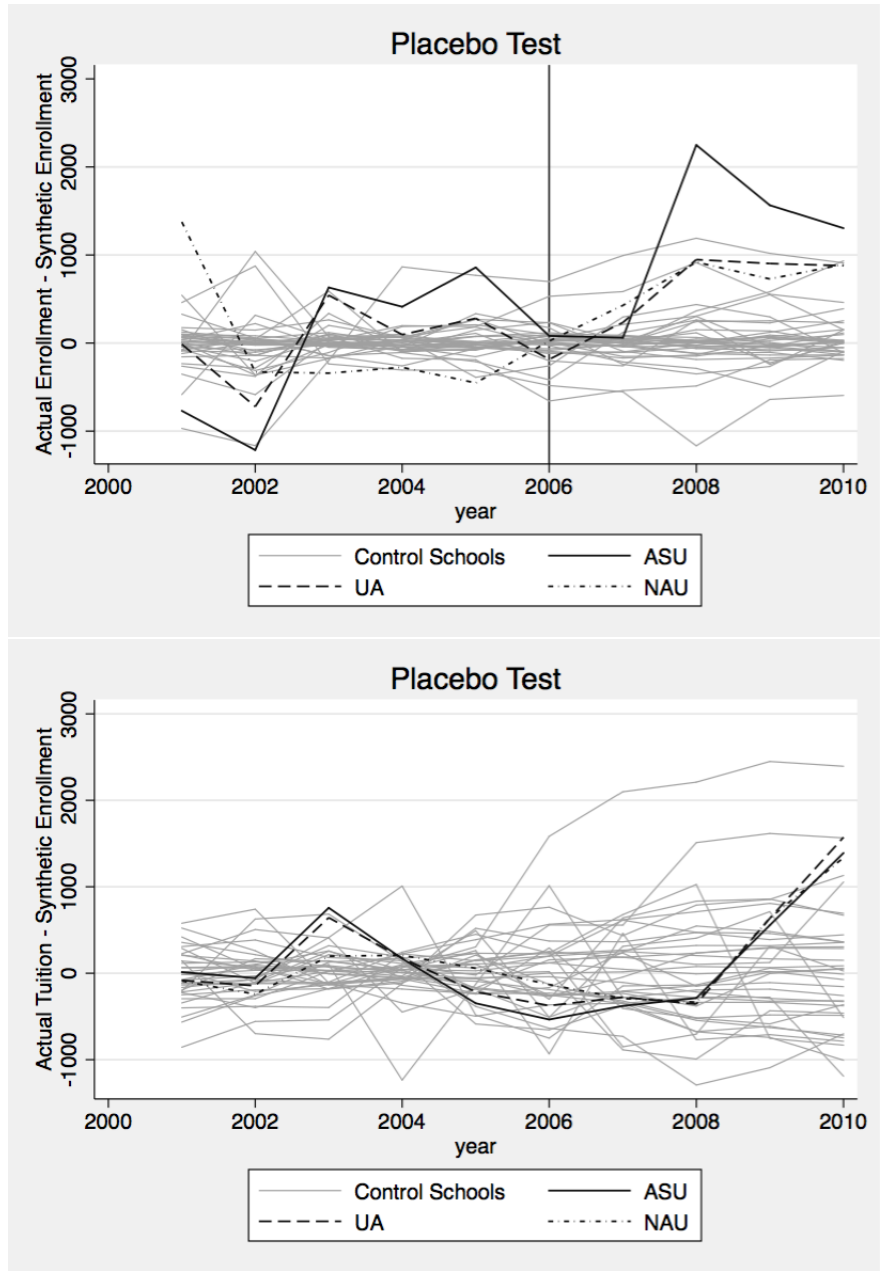 Placebo Test
Actual Enrollment - Synthetic Enrollment
3000
2000
1000
0
-1000
2000 2002 2004 2006 2008 2010
year
Control Schools ASU
UA NAU
Placebo Test
Actual Tuition - Synthetic Enrollment
3000
2000
1000
0
-1000
2000 2002 2004 2006 2008 2010
year
Control Schools ASU
UA NAU